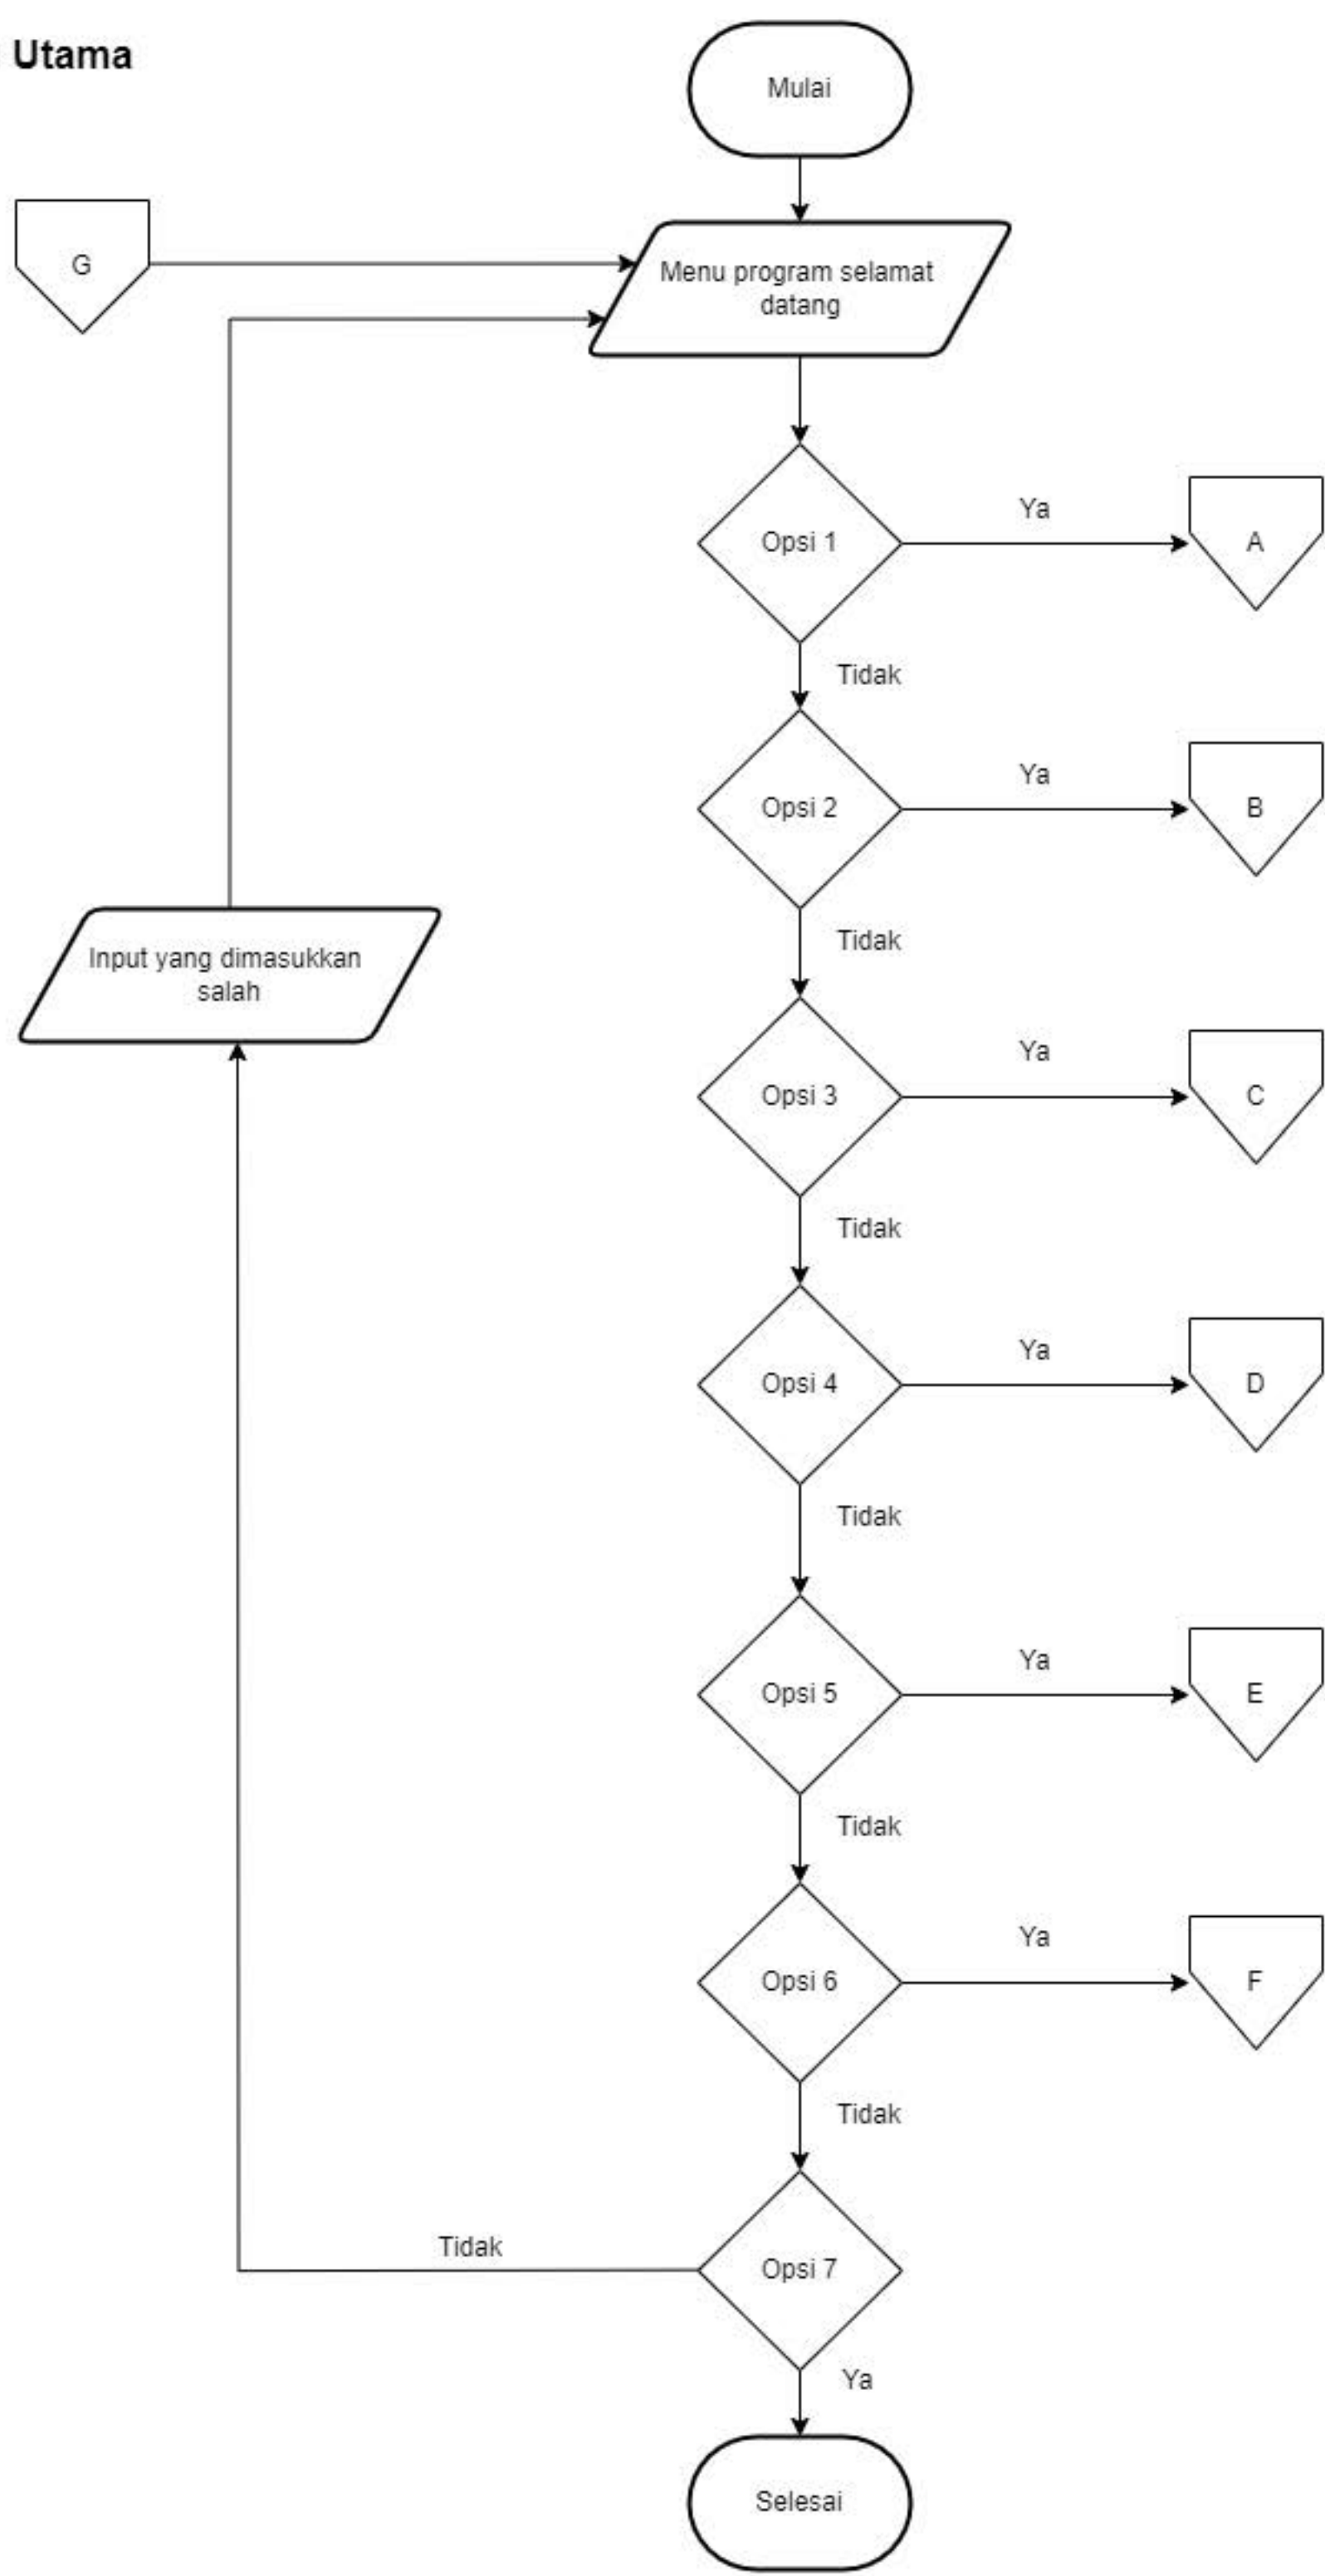 Utama
Mulai
G
Menu program selamat
datang
Opsi 1
Ya
A
Tidak
Opsi 2
Ya
B
Tidak
Input yang dimasukkan
salah
Opsi 3
Ya
C
Tidak
Opsi 4
Ya
D
Tidak
Opsi 5
Ya
E
Tidak
Opsi 6
Ya
F
Tidak
Opsi 7
Tidak
Ya
Selesai